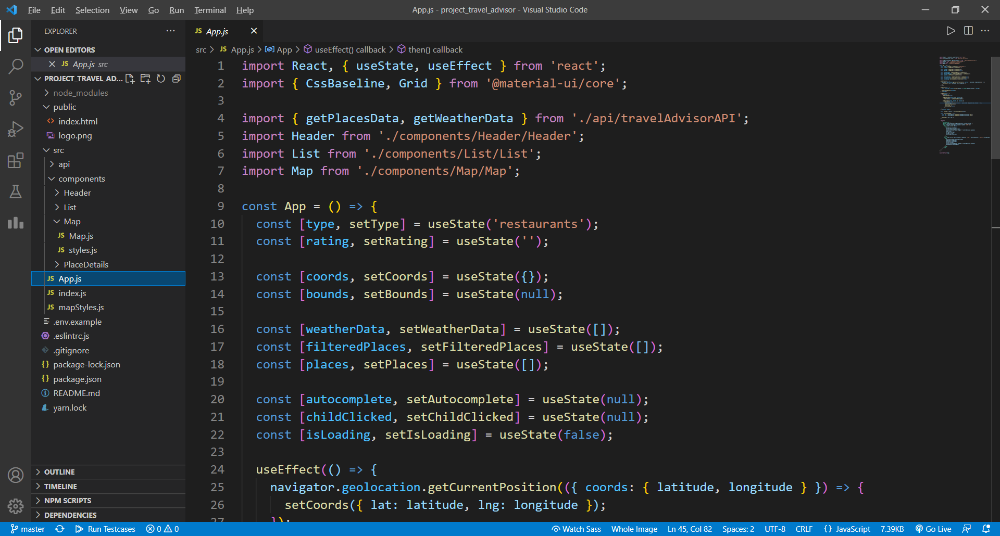 File Edit Selection View Go Run Terminal Help
App.js - project_travel_advisor - Visual Studio Code
EXPLORER
OPEN EDITORS
JS App.js src
PROJECT_TRAVEL_AD...
node_modules
public
<> index.html
logo.png
src
api
components
Header
List
Map
JS Map.js
JS styles.js
PlaceDetails
JS App.js
JS index.js
JS mapStyles.js
.env.example
.eslintrc.js
.gitignore
{} package-lock.json
{} package.json
README.md
yarn.lock
OUTLINE
TIMELINE
NPM SCRIPTS
DEPENDENCIES
JS App.js
src > JS App.js > App > useEffect() callback > then() callback
1 import React, { useState, useEffect } from 'react';
2 import { CssBaseline, Grid } from '@material-ui/core';
3
4 import { getPlacesData, getWeatherData } from './api/travelAdvisorAPI';
5 import Header from './components/Header/Header';
6 import List from './components/List/List';
7 import Map from './components/Map/Map';
8
9 const App = () => {
10 const [type, setType] = useState('restaurants');
11 const [rating, setRating] = useState('');
12
13 const [coords, setCoords] = useState({});
14 const [bounds, setBounds] = useState(null);
15
16 const [weatherData, setWeatherData] = useState([]);
17 const [filteredPlaces, setFilteredPlaces] = useState([]);
18 const [places, setPlaces] = useState([]);
19
20 const [autocomplete, setAutocomplete] = useState(null);
21 const [childClicked, setChildClicked] = useState(null);
22 const [isLoading, setIsLoading] = useState(false);
23
24 useEffect(() => {
25 navigator.geolocation.getCurrentPosition(({ coords: { latitude, longitude } }) => {
26 setCoords({ lat: latitude, lng: longitude });
27 });
master Run Testcases 0 0 Watch Sass Whole Image Ln 45, Col 82 Spaces: 2 UTF-8 CRLF {} JavaScript 7.39KB Go Live